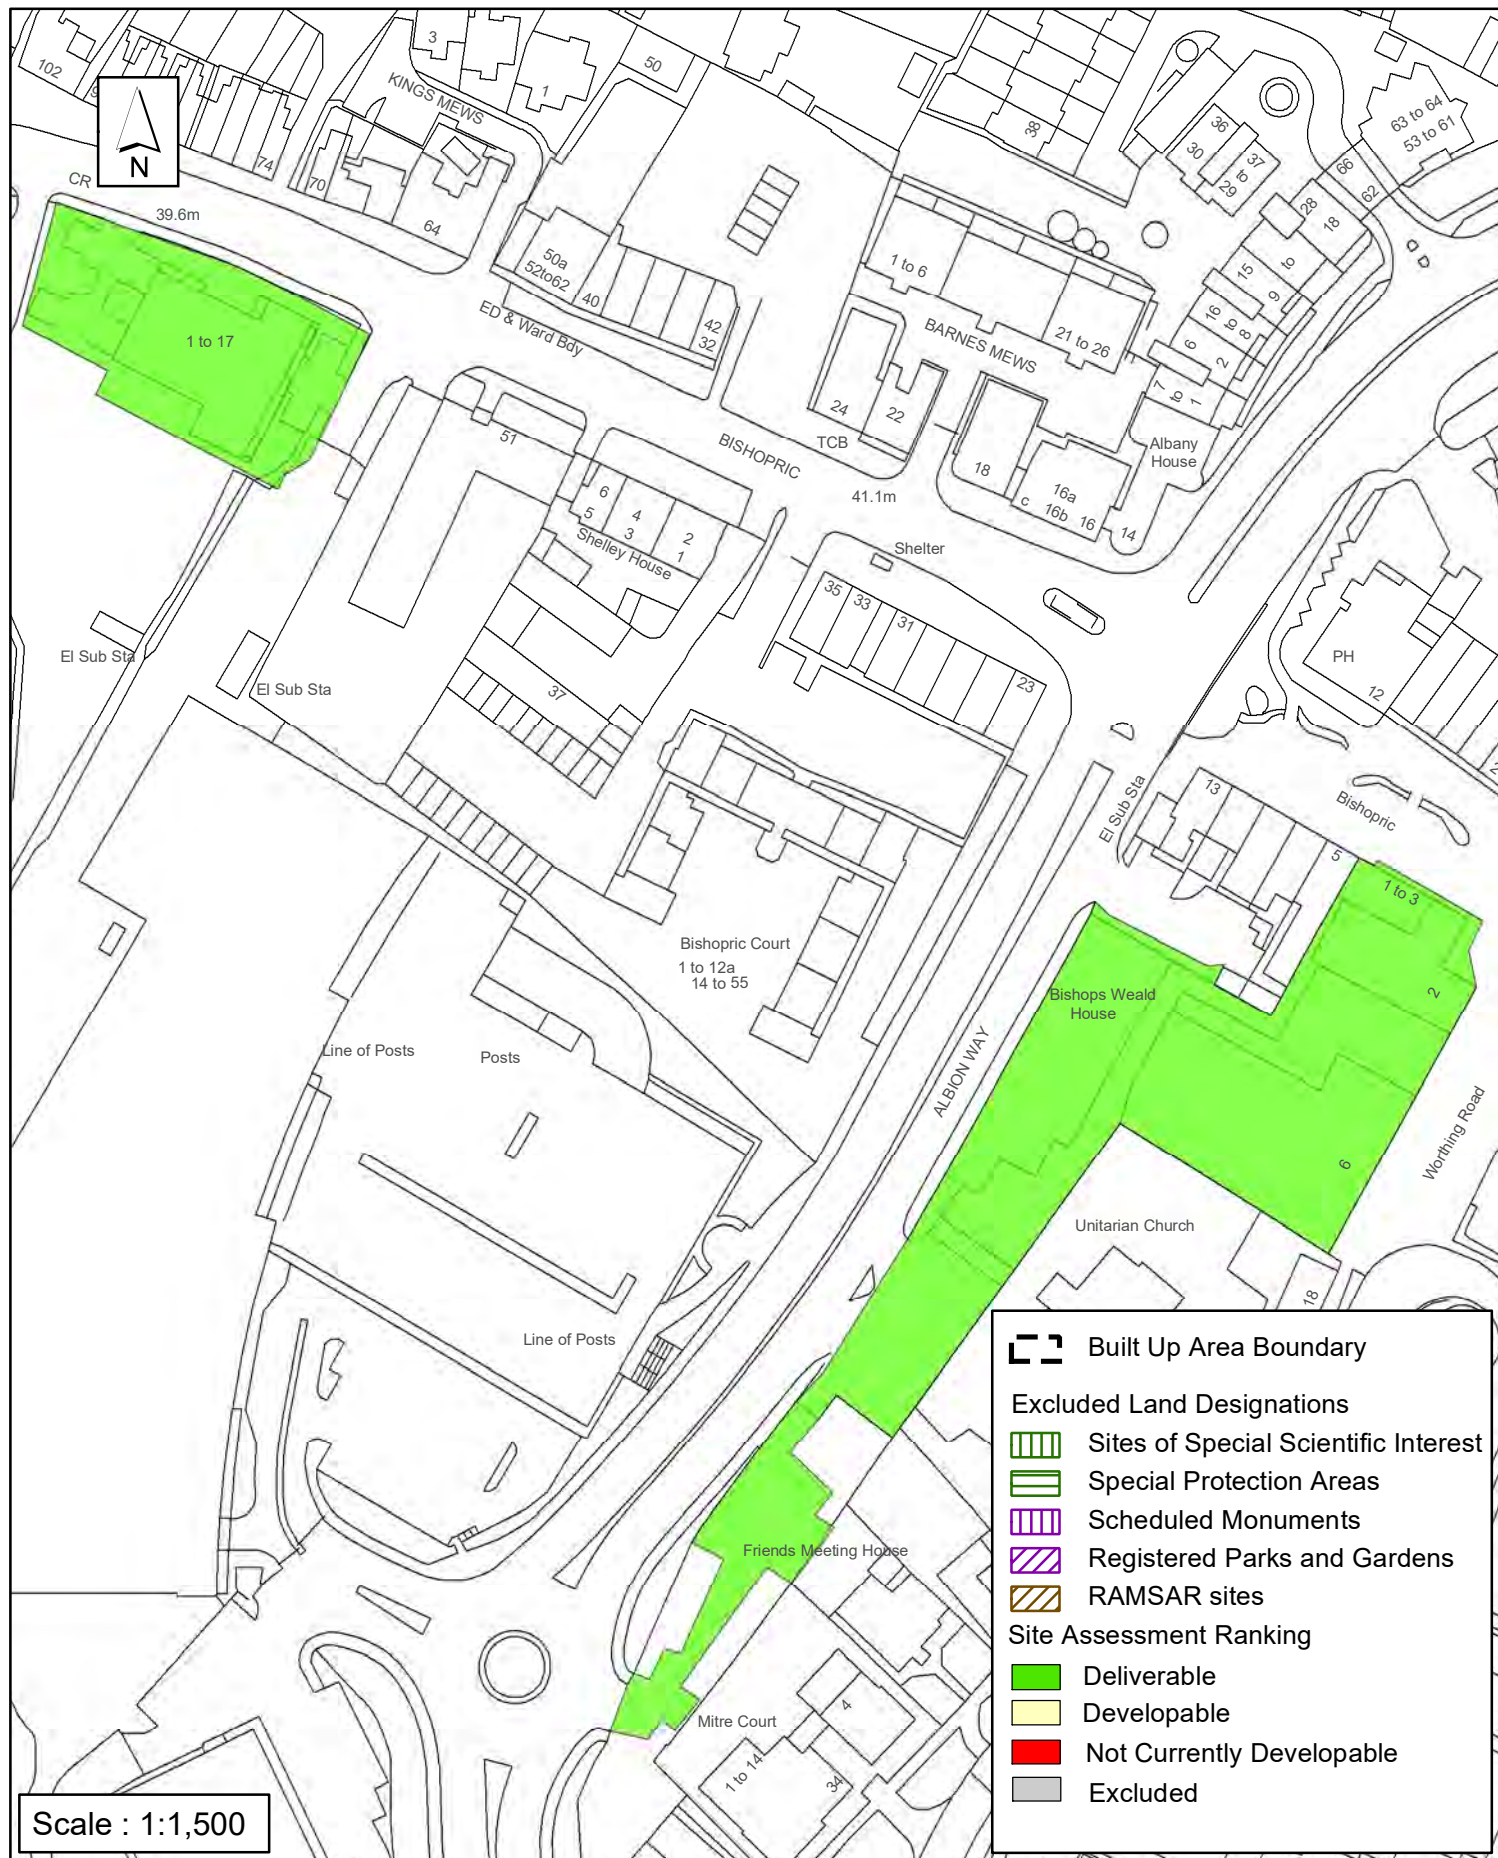 102
3
50
KINGS MEWS
1
N
74
70
64
CR
39.6m
38
36
30
37
to
29
63 to 64
53 to 61
66
62
28
18
50a
52to62
40
42
32
ED & Ward Bdy
1 to 6
BARNES MEWS
21 to 26
15
to
9
16
to
8
6
2
7
to
1
1 to 17
24
22
TCB
BISHOPRIC
41.1m
18
16a
c
16b
16
14
Albany
House
51
6
5
4
3
2
1
Shelley House
Shelter
35
33
31
23
El Sub Sta
El Sub Sta
37
PH
12
El Sub Sta
13
Bishopric
5
1 to 3
2
Bishopric Court
1 to 12a
14 to 55
Bishops Weald
House
ALBION WAY
Line of Posts
Posts
Worthing Road
6
Unitarian Church
18
Line of Posts
Friends Meeting House
Mitre Court
4
1 to 14
34
Built Up Area Boundary
Excluded Land Designations
Sites of Special Scientific Interest
Special Protection Areas
Scheduled Monuments
Registered Parks and Gardens
RAMSAR sites
Site Assessment Ranking
Deliverable
Developable
Not Currently Developable
Excluded
Scale : 1:1,500